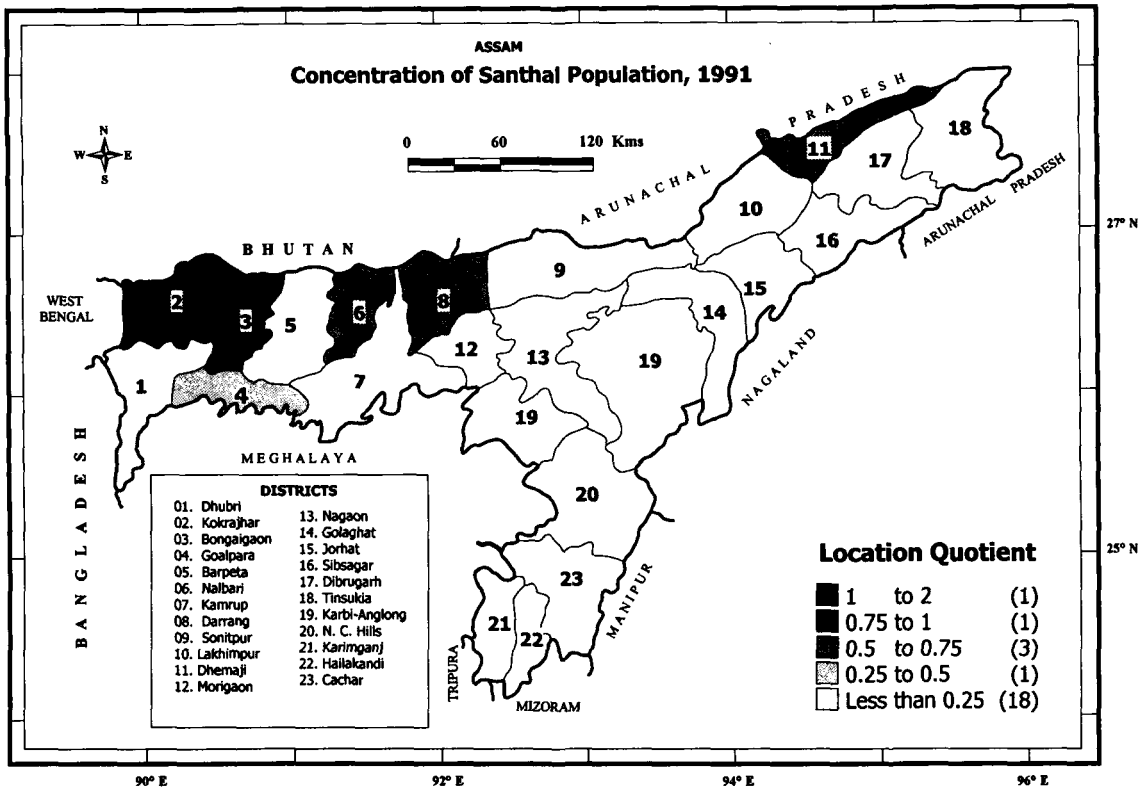 ASSAM
Concentration of Santhal Population, 1991
N
W E
S
0 60 120 Kms
ARUNACHAL PRADESH
18
11
17
10
ARUNACHAL PRADESH
16
27° N
BHUTAN
9
15
WEST
BENGAL
2
3
5
6
8
14
12
13
19
NAGALAND
1
4
7
19
MEGHALAYA
BANGLADESH
20
DISTRICTS
01. Dhubri
02. Kokrajhar
03. Bongaigaon
04. Goalpara
05. Barpeta
06. Nalbari
07. Kamrup
08. Darrang
09. Sonitpur
10. Lakhimpur
11. Dhemaji
12. Morigaon
13. Nagaon
14. Golaghat
15. Jorhat
16. Sibsagar
17. Dibrugarh
18. Tinsukia
19. Karbi-Anglong
20. N. C. Hills
21. Karimganj
22. Hailakandi
23. Cachar
25° N
23
MANIPUR
21
22
TRIPURA
MIZORAM
Location Quotient
1 to 2 (1)
0.75 to 1 (1)
0.5 to 0.75 (3)
0.25 to 0.5 (1)
Less than 0.25 (18)
90° E 92° E 94° E 96° E